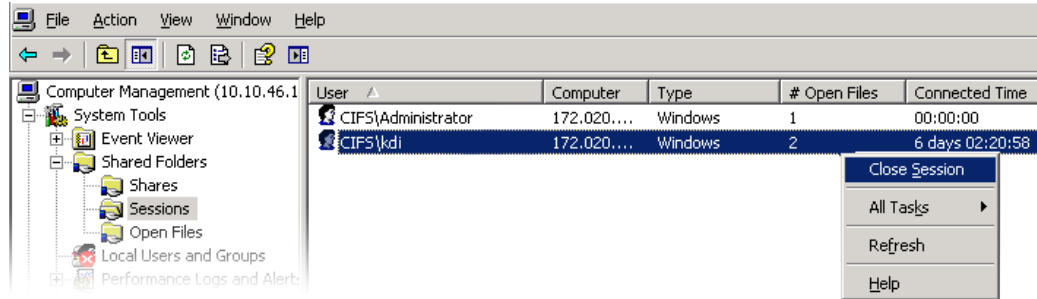 File Action View Window Help
Computer Management (10.10.46.1
User Computer Type # Open Files Connected Time
System Tools
CIFS\Administrator 172.020.... Windows 1 00:00:00
Event Viewer
CIFS\kdi 172.020.... Windows 2 6 days 02:20:58
Shared Folders
Close Session
Shares
Sessions
All Tasks
Open Files
Refresh
Local Users and Groups
Performance Logs and Alert
Help